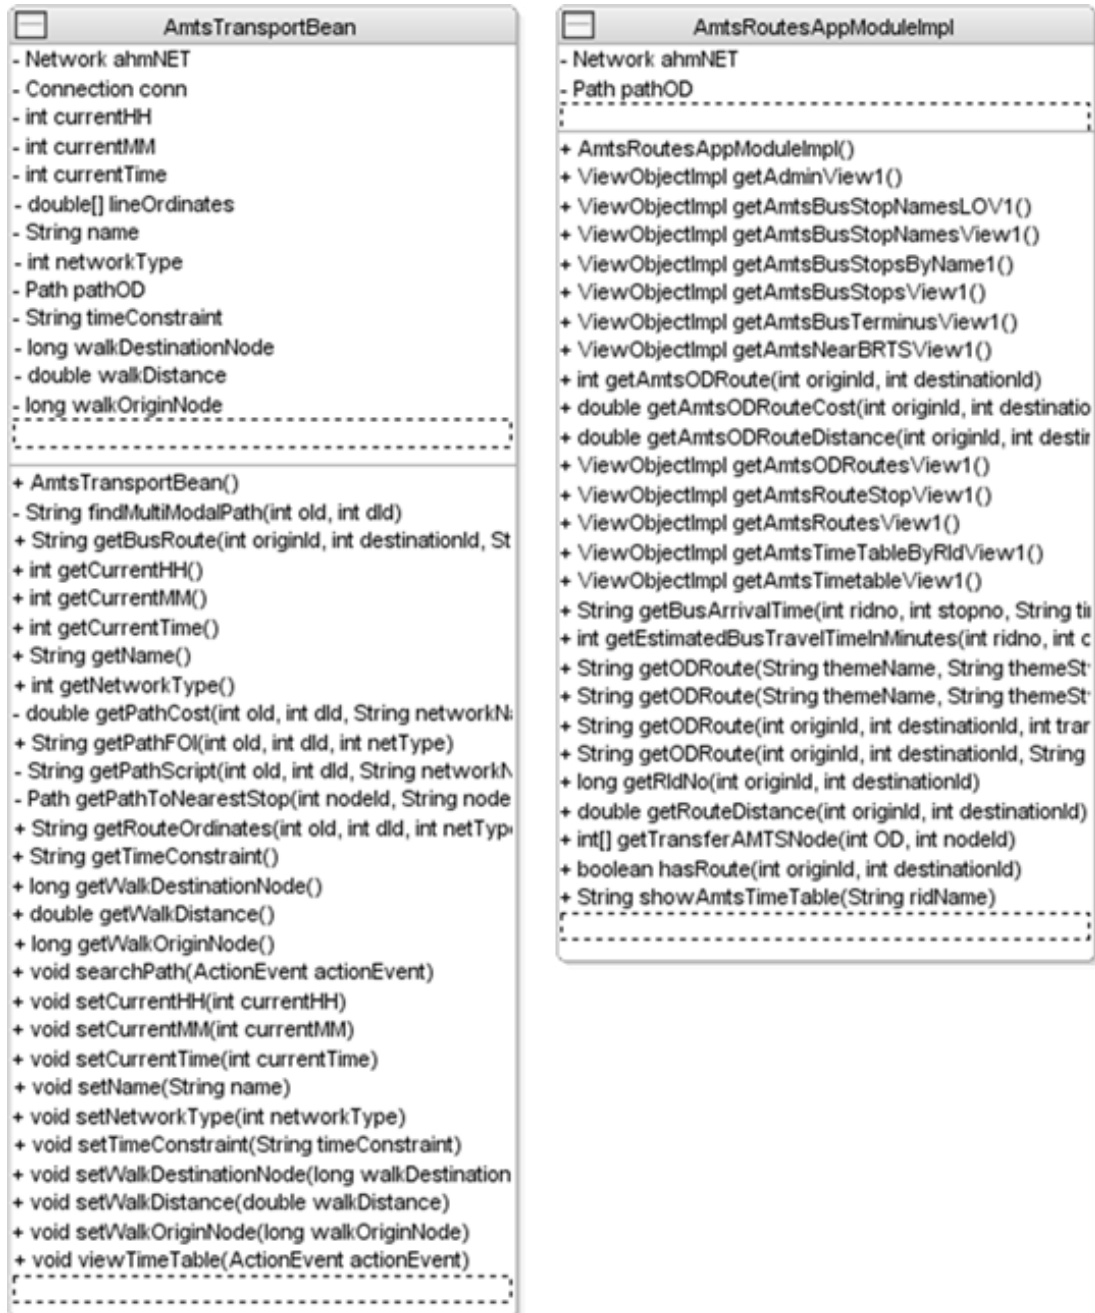 AmtsTransportBean
- Network ahmNET
- Connection conn
- int currentHH
- int currentMM
- int currentTime
- double[] lineOrdinates
- String name
- int networkType
- Path pathOD
- String timeConstraint
- long walkDestinationNode
- double walkDistance
- long walkOriginNode
+ AmtsTransportBean()
- String findMultiModalPath(int oId, int dId)
+ String getBusRoute(int originId, int destinationId, St
+ int getCurrentHH()
+ int getCurrentMM()
+ int getCurrentTime()
+ String getName()
+ int getNetworkType()
- double getPathCost(int oId, int dId, String networkN
+ String getPathFOI(int oId, int dId, int netType)
- String getPathScript(int oId, int dId, String networkN
- Path getPathToNearestStop(int nodeId, String node
+ String getRouteOrdinates(int oId, int dId, int netType
+ String getTimeConstraint()
+ long getWalkDestinationNode()
+ double getWalkDistance()
+ long getWalkOriginNode()
+ void searchPath(ActionEvent actionEvent)
+ void setCurrentHH(int currentHH)
+ void setCurrentMM(int currentMM)
+ void setCurrentTime(int currentTime)
+ void setName(String name)
+ void setNetworkType(int networkType)
+ void setTimeConstraint(String timeConstraint)
+ void setWalkDestinationNode(long walkDestination
+ void setWalkDistance(double walkDistance)
+ void setWalkOriginNode(long walkOriginNode)
+ void viewTimeTable(ActionEvent actionEvent)
AmtsRoutesAppModuleImpl
- Network ahmNET
- Path pathOD
+ AmtsRoutesAppModuleImpl()
+ ViewObjectImpl getAdminView1()
+ ViewObjectImpl getAmtsBusStopNamesLOV1()
+ ViewObjectImpl getAmtsBusStopNamesView1()
+ ViewObjectImpl getAmtsBusStopsByName1()
+ ViewObjectImpl getAmtsBusStopsView1()
+ ViewObjectImpl getAmtsBusTerminusView1()
+ ViewObjectImpl getAmtsNearBRTSView1()
+ int getAmtsODRoute(int originId, int destinationId)
+ double getAmtsODRouteCost(int originId, int destinatio
+ double getAmtsODRouteDistance(int originId, int destin
+ ViewObjectImpl getAmtsODRoutesView1()
+ ViewObjectImpl getAmtsRouteStopView1()
+ ViewObjectImpl getAmtsRoutesView1()
+ ViewObjectImpl getAmtsTimeTableByRIdView1()
+ ViewObjectImpl getAmtsTimetableView1()
+ String getBusArrivalTime(int ridno, int stopno, String ti
+ int getEstimatedBusTravelTimeInMinutes(int ridno, int c
+ String getODRoute(String themeName, String themeSt
+ String getODRoute(String themeName, String themeSt
+ String getODRoute(int originId, int destinationId, int trar
+ String getODRoute(int originId, int destinationId, String
+ long getRIdNo(int originId, int destinationId)
+ double getRouteDistance(int originId, int destinationId)
+ int[] getTransferAMTSNode(int OD, int nodeId)
+ boolean hasRoute(int originId, int destinationId)
+ String showAmtsTimeTable(String ridName)